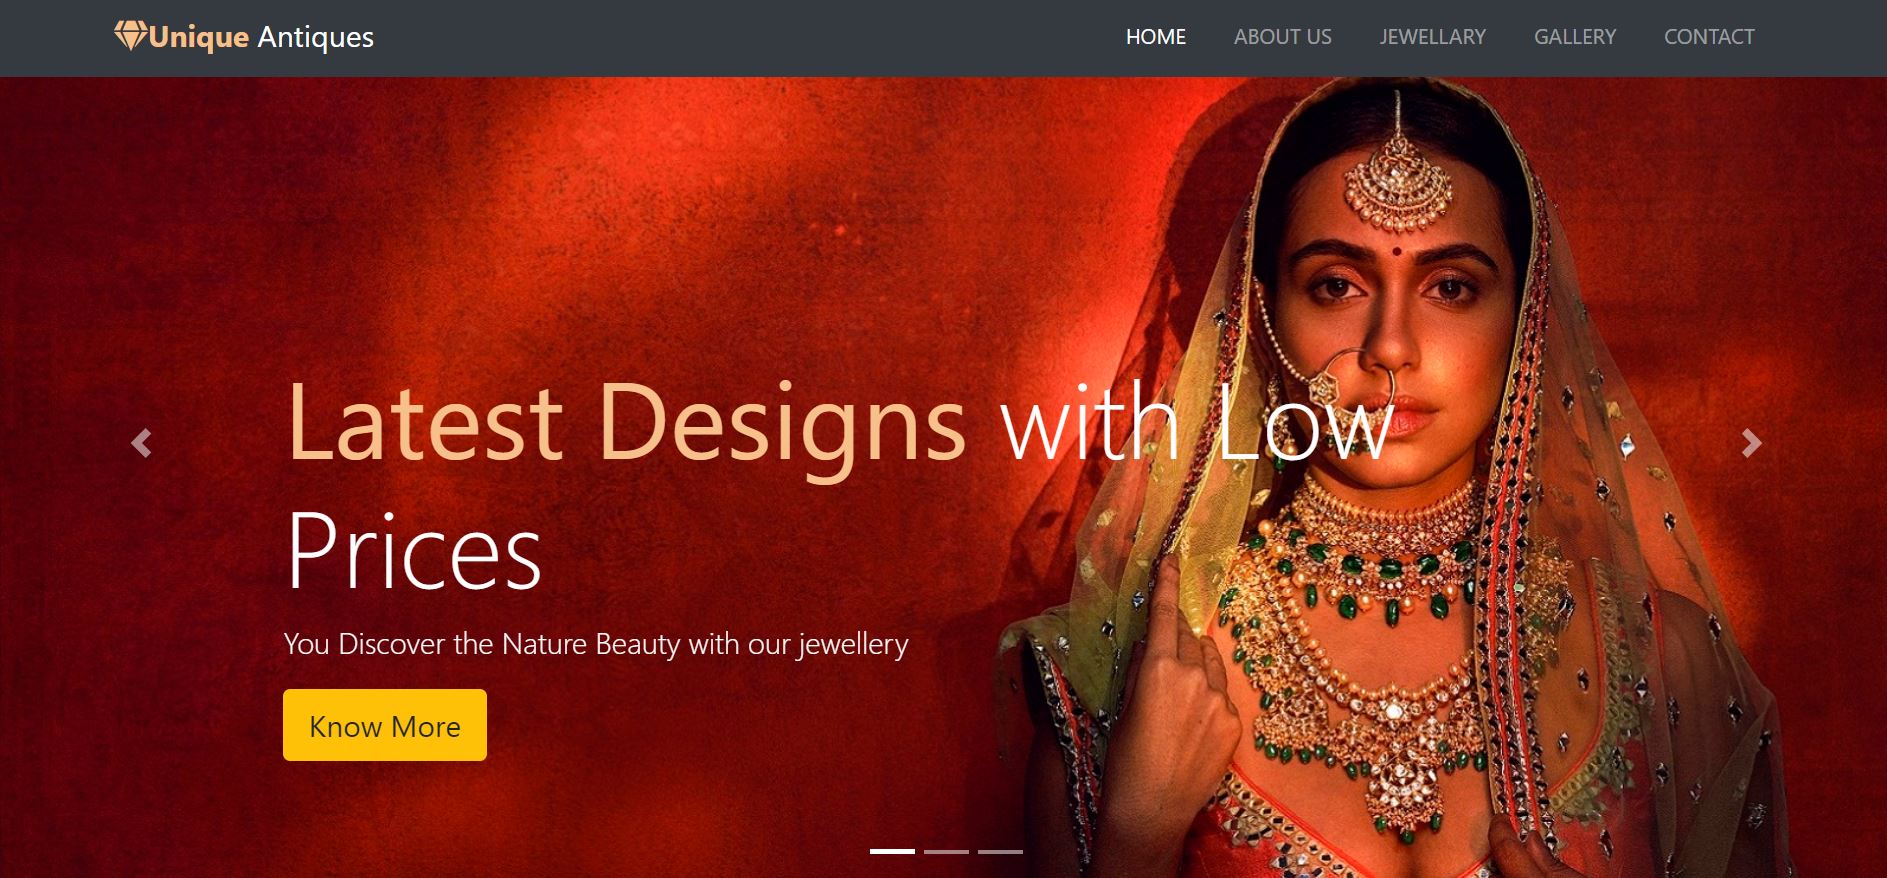 Unique Antiques
HOME
ABOUT US
JEWELLARY
GALLERY
CONTACT
Latest Designs with Low
Prices
You Discover the Nature Beauty with our jewellery
Know More